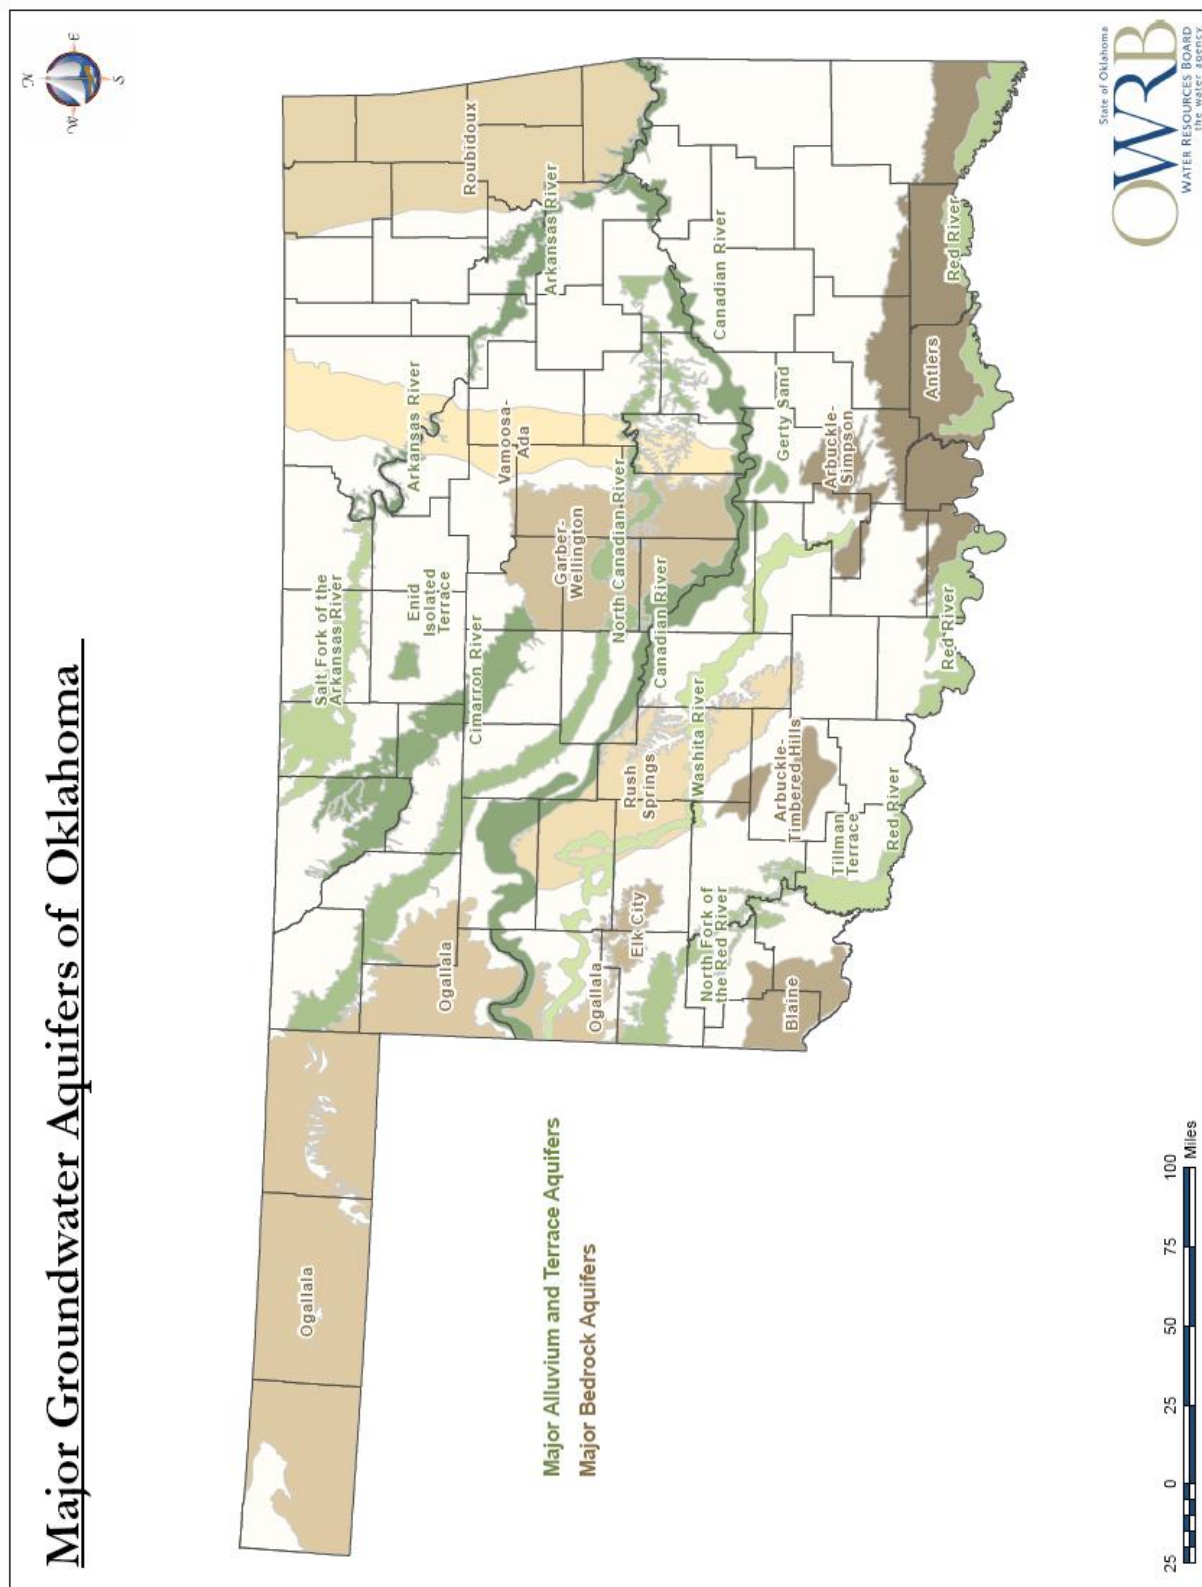 Major Groundwater Aquifers of Oklahoma
N
W
E
S
Ogallala
Ogallala
Ogallala
Salt Fork of the
Arkansas River
Enid
Isolated
Terrace
Cimarron River
Arkansas River
Vamoosa-
Ada
Garber-
Wellington
North Canadian River
Canadian River
Roubidoux
Arkansas River
Canadian River
Rush
Springs
Washita River
Elk City
North Fork of
the Red River
Blaine
Arbuckle-
Timbered Hills
Tillman
Terrace
Red River
Gerty Sand
Arbuckle-
Simpson
Red River
Antlers
Red River
Major Alluvium and Terrace Aquifers
Major Bedrock Aquifers
25 0 25 50 75 100
Miles
State of Oklahoma
OWRB
WATER RESOURCES BOARD
the water agency